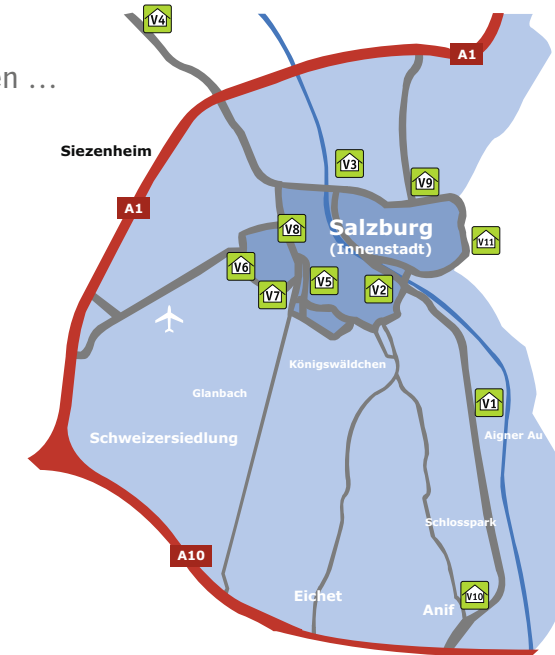 V4
A1
en ...
Siezenheim
V3
V9
A1
V8
Salzburg
(Innenstadt)
V11
V6
V7
V5
V2
Königswäldchen
Glanbach
V1
Schweizersiedlung
Aigner Au
Schlosspark
A10
Eichet
V10
Anif